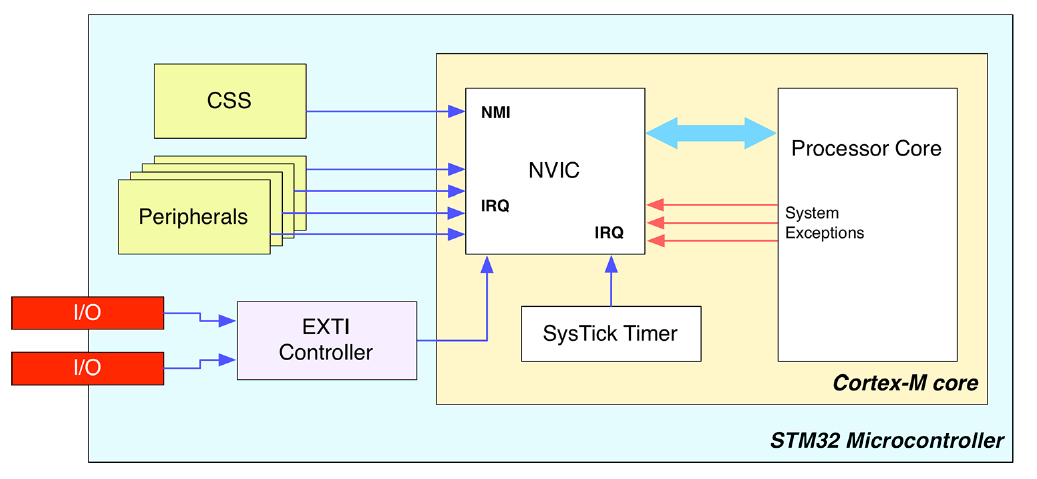 CSS
NMI
NVIC
Processor Core
Peripherals
IRQ
IRQ
System
Exceptions
I/O
EXTI
Controller
SysTick Timer
I/O
Cortex-M core
STM32 Microcontroller